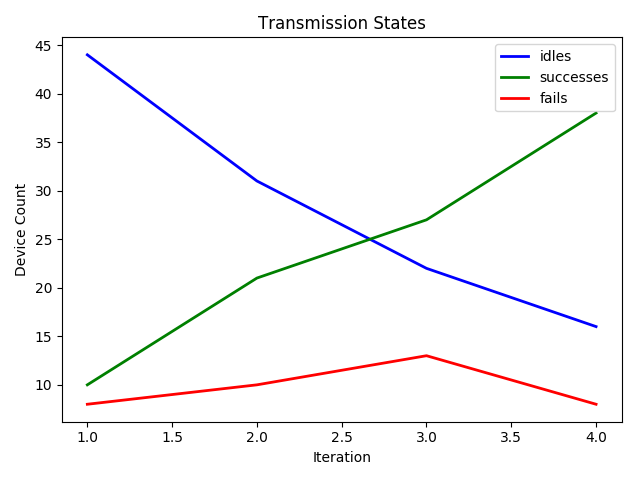 Transmission States
45
40
35
30
25
20
15
10
Device Count
idles
successes
fails
1.0 1.5 2.0 2.5 3.0 3.5 4.0
Iteration